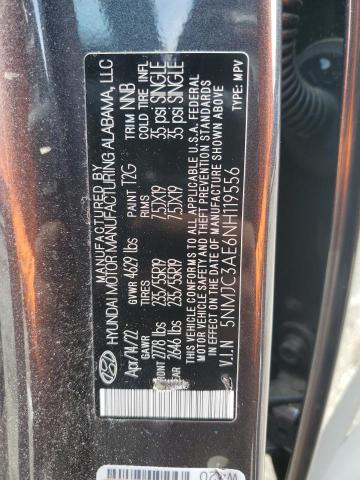 MANUFACTURED BY
HYUNDAI MOTOR MANUFACTURING ALABAMA, LLC
Apr/14/22 GVWR 4629 lbs PAINT T2G TRIM NNB
GAWR TIRES RIMS COLD TIRE INFL
FRONT 2778 lbs 235/55R19 7.5JX19 35 psi SINGLE
REAR 2646 lbs 235/55R19 7.5JX19 35 psi SINGLE
THIS VEHICLE CONFORMS TO ALL APPLICABLE U.S.A. FEDERAL
MOTOR VEHICLE SAFETY, BUMPER, AND THEFT PREVENTION
STANDARDS IN EFFECT ON THE DATE OF MANUFACTURE SHOWN ABOVE.
V.I.N 5NMJC3AE6NH119556 TYPE: MPV